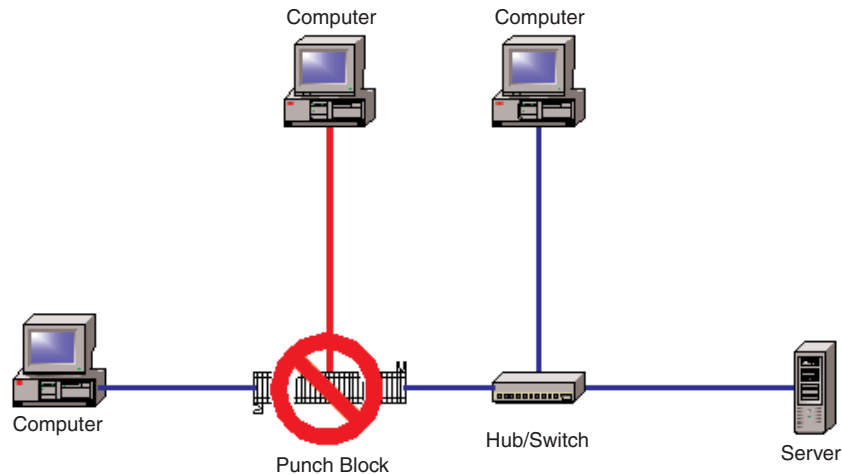 Computer
Computer
Computer
Punch Block
Hub/Switch
Server